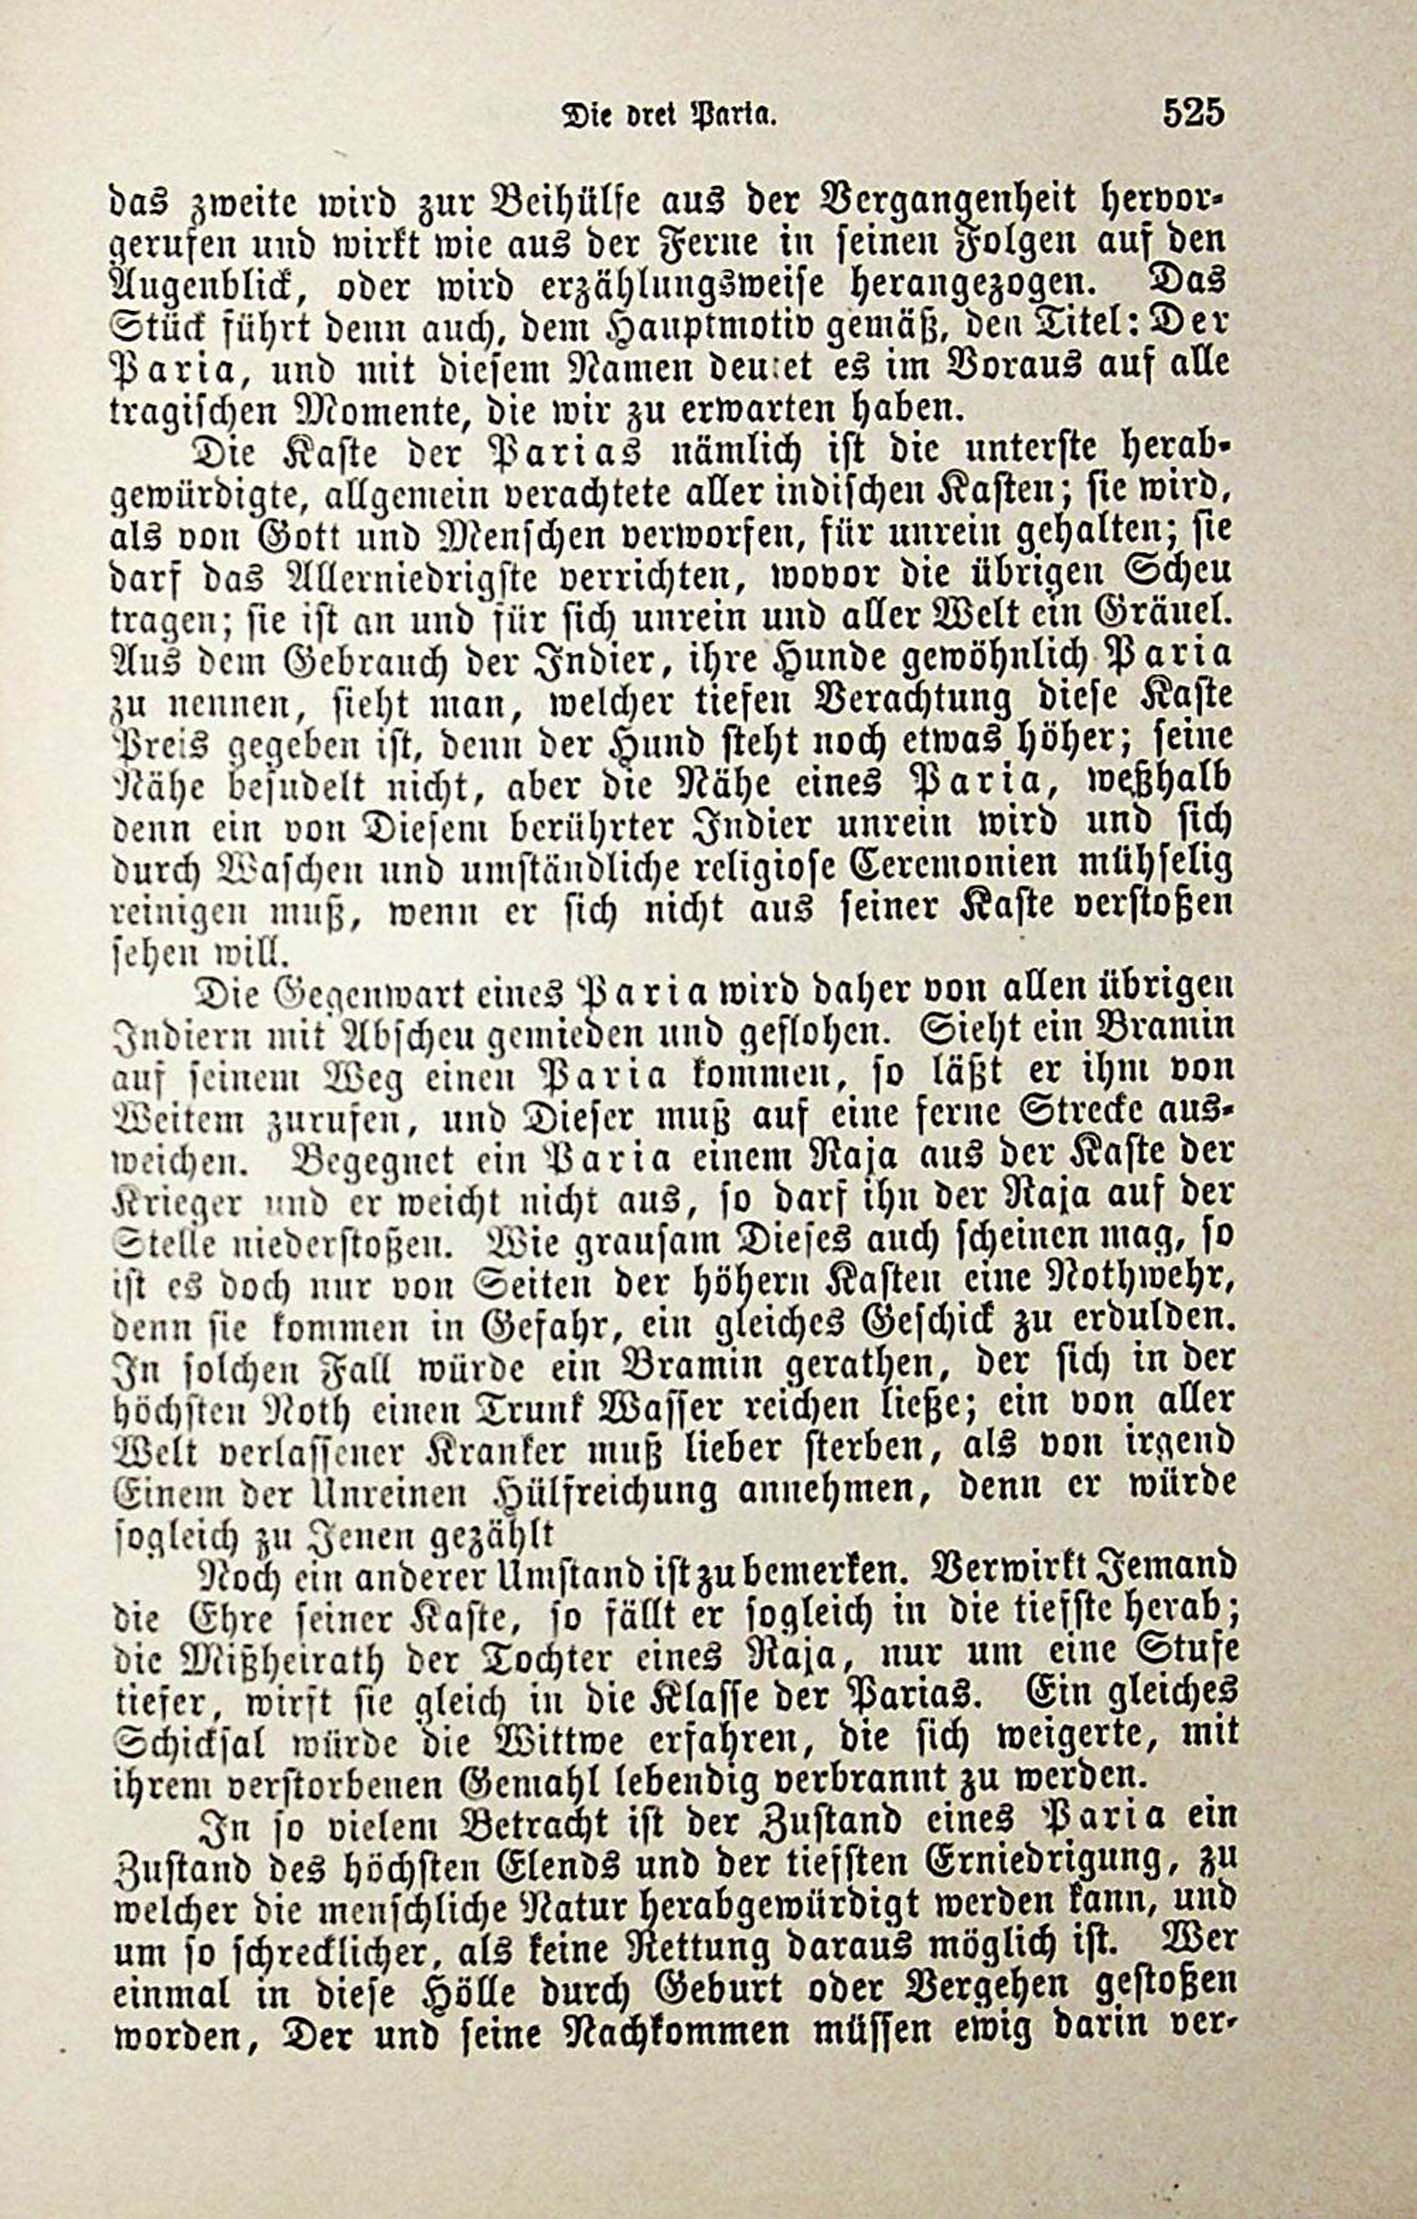 Die drei Paria. 525
das zweite wird zur Beihülfe aus der Vergangenheit hervor-
gerufen und wirkt wie aus der Ferne in seinen Folgen auf den
Augenblick, oder wird erzählungsweise herangezogen. Das
Stück führt denn auch, dem Hauptmotiv gemäß, den Titel: Der
Paria, und mit diesem Namen deutet es im Voraus auf alle
tragischen Momente, die wir zu erwarten haben.
Die Kaste der Parias nämlich ist die unterste herab-
gewürdigte, allgemein verachtete aller indischen Kasten; sie wird,
als von Gott und Menschen verworfen, für unrein gehalten; sie
darf das Allerniedrigste verrichten, wovor die übrigen Scheu
tragen; sie ist an und für sich unrein und aller Welt ein Gräuel.
Aus dem Gebrauch der Indier, ihre Hunde gewöhnlich Paria
zu nennen, sieht man, welcher tiefen Verachtung diese Kaste
Preis gegeben ist, denn der Hund steht noch etwas höher; seine
Nähe besudelt nicht, aber die Nähe eines Paria, weßhalb
denn ein von Diesem berührter Indier unrein wird und sich
durch Waschen und umständliche religiose Ceremonien mühselig
reinigen muß, wenn er sich nicht aus seiner Kaste verstoßen
sehen will.
Die Gegenwart eines Paria wird daher von allen übrigen
Indiern mit Abscheu gemieden und geflohen. Sieht ein Bramin
auf seinem Weg einen Paria kommen, so läßt er ihm von
Weitem zurufen, und Dieser muß auf eine ferne Strecke aus-
weichen. Begegnet ein Paria einem Raja aus der Kaste der
Krieger und er weicht nicht aus, so darf ihn der Raja auf der
Stelle niederstoßen. Wie grausam Dieses auch scheinen mag, so
ist es doch nur von Seiten der höhern Kasten eine Nothwehr,
denn sie kommen in Gefahr, ein gleiches Geschick zu erdulden.
In solchen Fall würde ein Bramin gerathen, der sich in der
höchsten Noth einen Trunk Wasser reichen ließe; ein von aller
Welt verlassener Kranker muß lieber sterben, als von irgend
Einem der Unreinen Hülfreichung annehmen, denn er würde
sogleich zu Jenen gezählt
Noch ein anderer Umstand ist zu bemerken. Verwirkt Jemand
die Ehre seiner Kaste, so fällt er sogleich in die tiefste herab;
die Mißheirath der Tochter eines Raja, nur um eine Stufe
tiefer, wirft sie gleich in die Klasse der Parias. Ein gleiches
Schicksal würde die Wittwe erfahren, die sich weigerte, mit
ihrem verstorbenen Gemahl lebendig verbrannt zu werden.
In so vielem Betracht ist der Zustand eines Paria ein
Zustand des höchsten Elends und der tiefsten Erniedrigung, zu
welcher die menschliche Natur herabgewürdigt werden kann, und
um so schrecklicher, als keine Rettung daraus möglich ist. Wer
einmal in diese Hölle durch Geburt oder Vergehen gestoßen
worden, Der und seine Nachkommen müssen ewig darin ver-